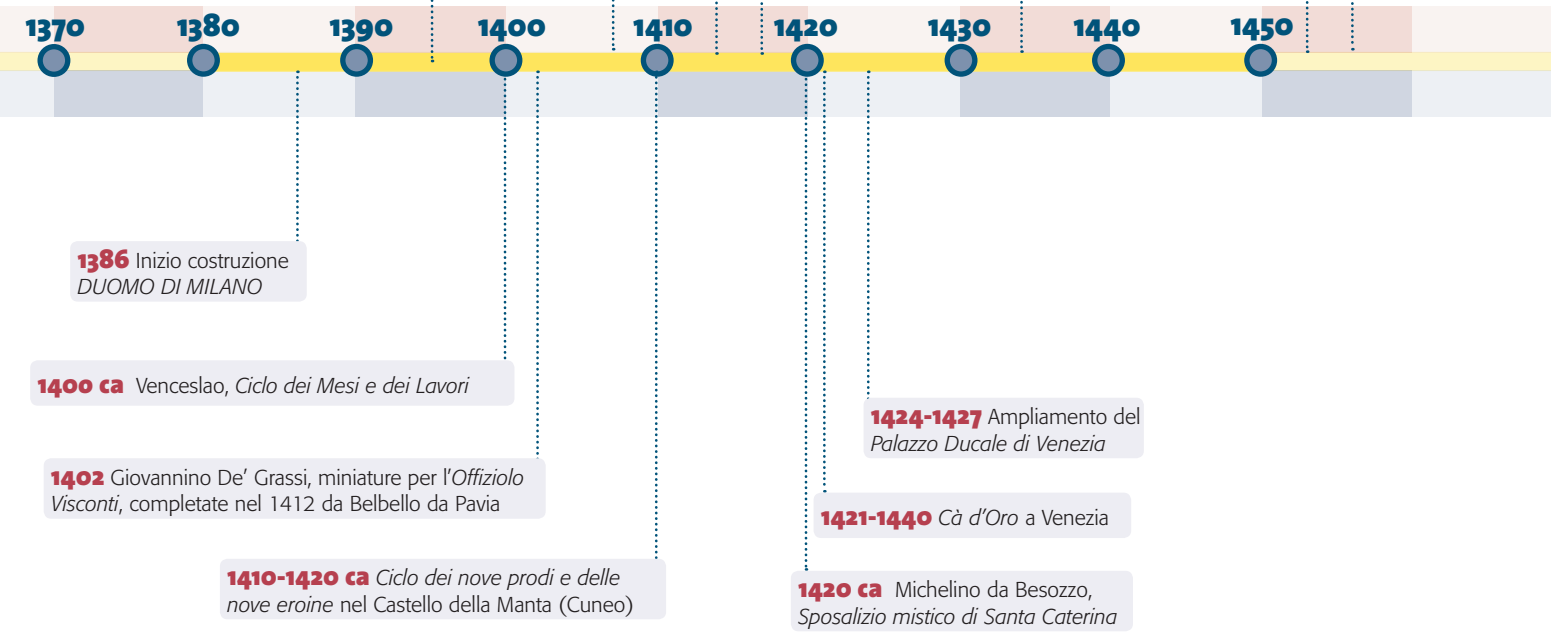 1370 1380 1390 1400 1410 1420 1430 1440 1450
1386 Inizio costruzione
DUOMO DI MILANO
1400 ca Venceslao, Ciclo dei Mesi e dei Lavori
1402 Giovannino De' Grassi, miniature per l'Offiziolo
Visconti, completate nel 1412 da Belbello da Pavia
1410-1420 ca Ciclo dei nove prodi e delle
nove eroine nel Castello della Manta (Cuneo)
1424-1427 Ampliamento del
Palazzo Ducale di Venezia
1421-1440 Cà d'Oro a Venezia
1420 ca Michelino da Besozzo,
Sposalizio mistico di Santa Caterina